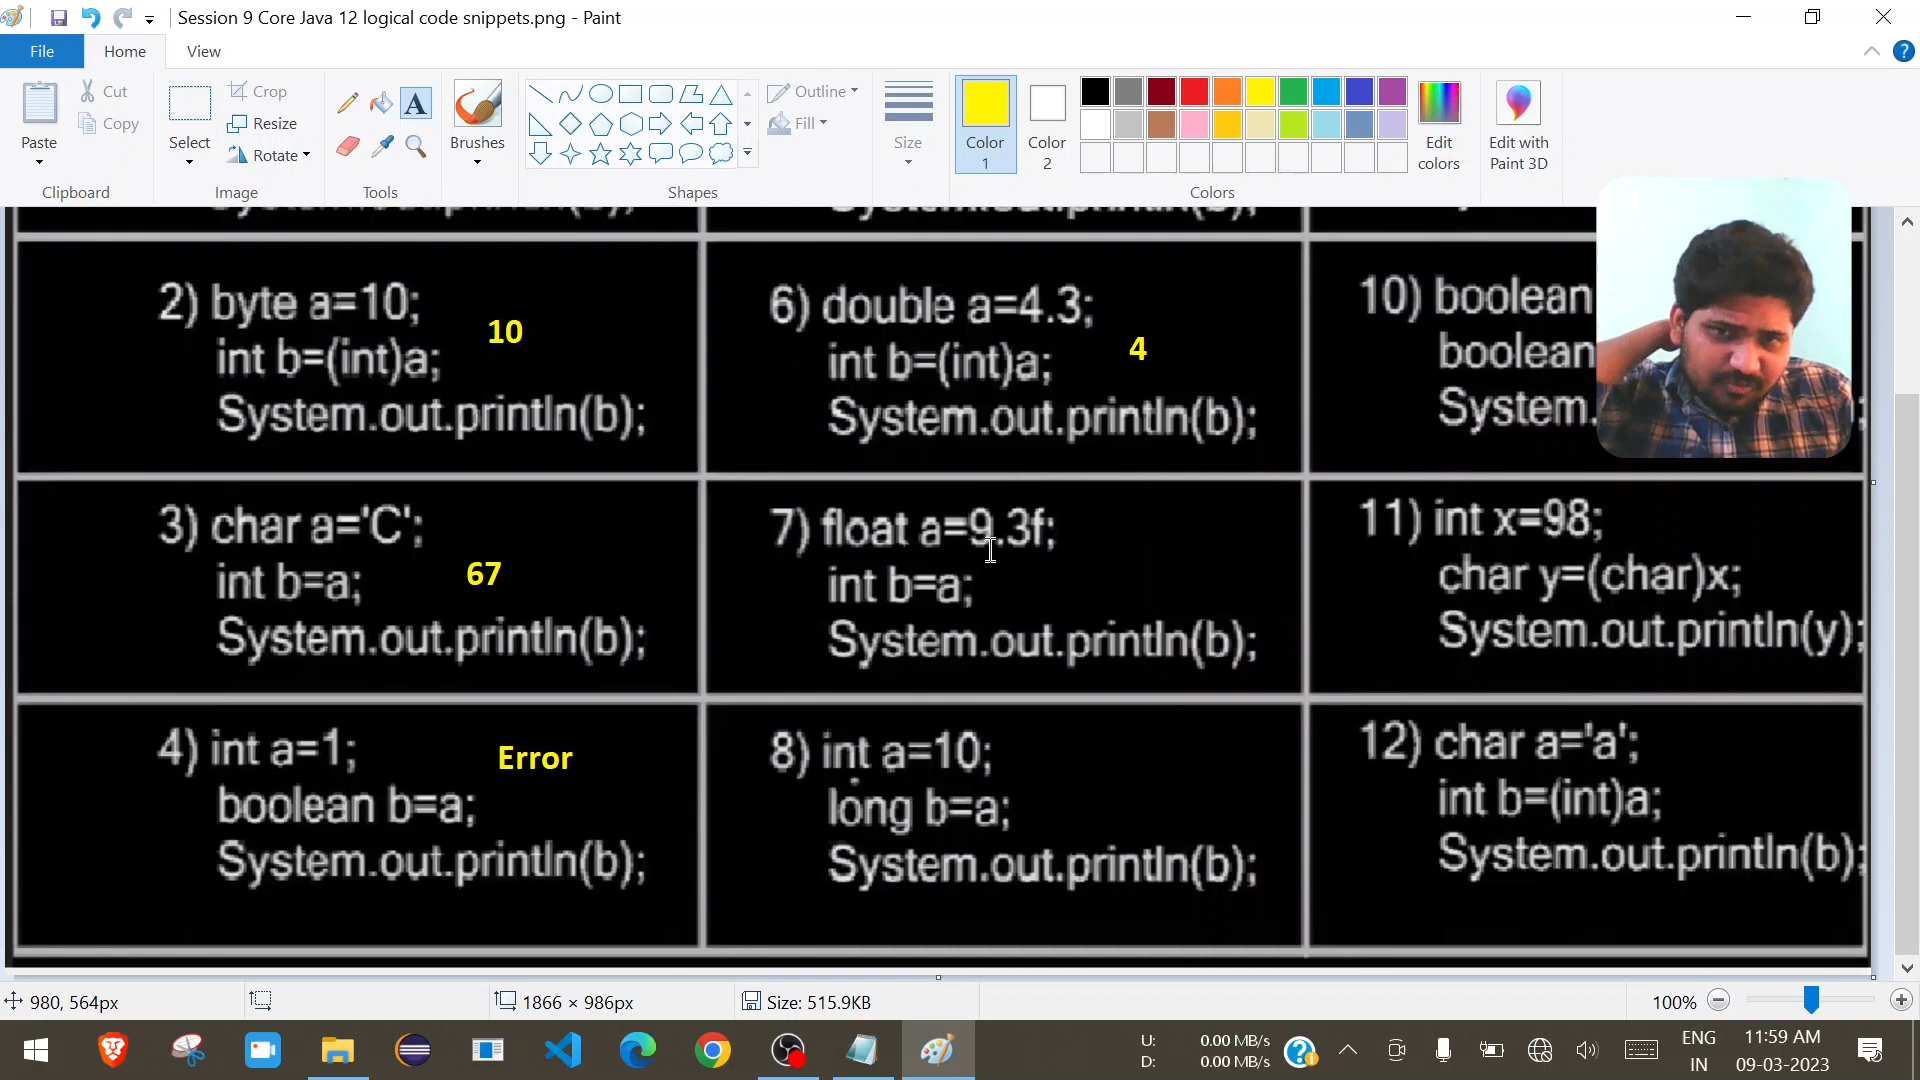 Session 9 Core Java 12 logical code snippets.png - Paint
File Home View
Paste
Cut
Copy
Clipboard
Select
Crop
Resize
Rotate
Image
A
Tools
Brushes
Shapes
Outline
Fill
Size
Color 1
Color 2
Edit colors
Colors
Edit with Paint 3D
System.out.println(b);
System.out.println(b);
2) byte a=10;
int b=(int)a;
System.out.println(b);
10
6) double a=4.3;
int b=(int)a;
System.out.println(b);
4
10) boolean
boolean
System.
3) char a='C';
int b=a;
System.out.println(b);
67
7) float a=9.3f;
int b=a;
System.out.println(b);
11) int x=98;
char y=(char)x;
System.out.println(y);
4) int a=1;
boolean b=a;
System.out.println(b);
Error
8) int a=10;
long b=a;
System.out.println(b);
12) char a='a';
int b=(int)a;
System.out.println(b);
980, 564px
1866 × 986px
Size: 515.9KB
100%
U: 0.00 MB/s
D: 0.00 MB/s
ENG
IN
11:59 AM
09-03-2023